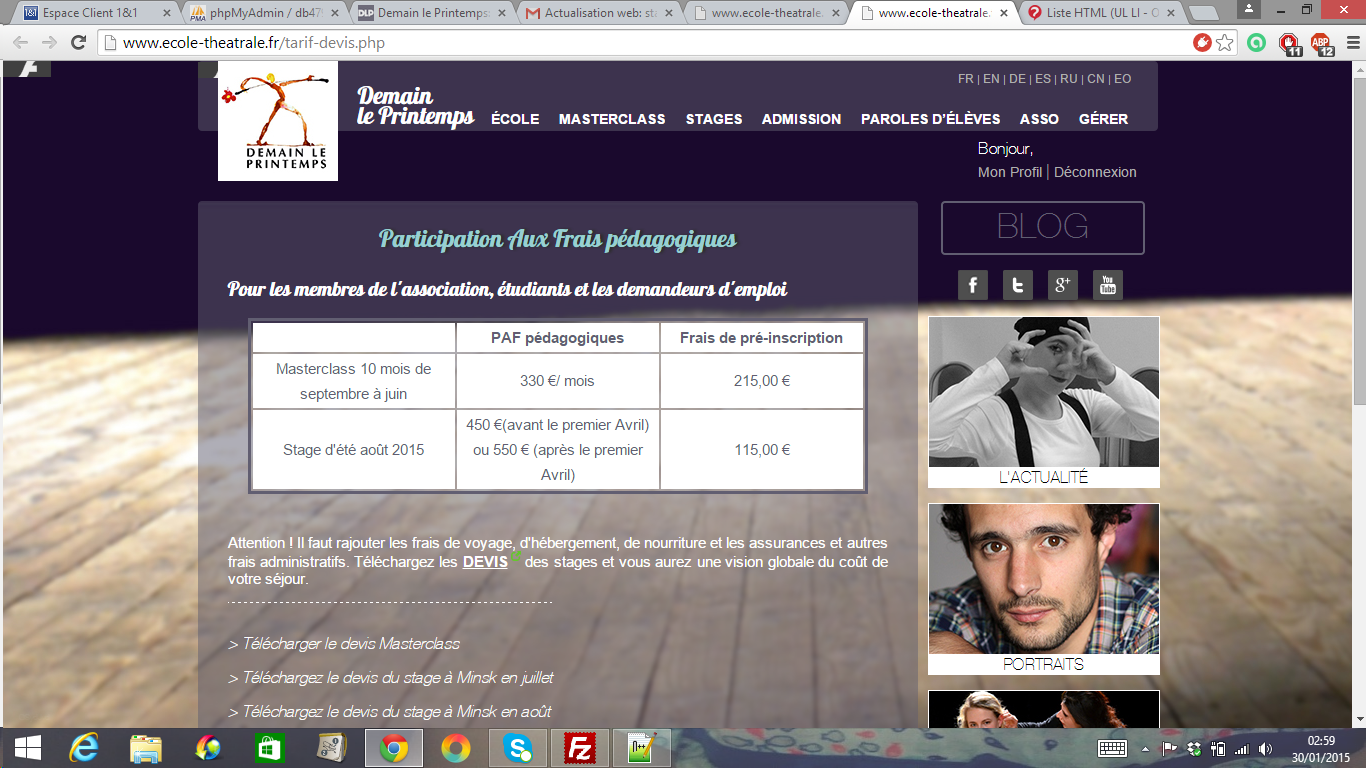 Espace Client 1&1
phpMyAdmin / db479
Demain le Printemps:
Actualisation web: sta
www.ecole-theatrale.
www.ecole-theatrale.
Liste HTML (UL LI - O
www.ecole-theatrale.fr/tarif-devis.php
11
ABP
12
FR | EN | DE | ES | RU | CN | EO
Demain
le Printemps
ÉCOLE MASTERCLASS STAGES ADMISSION PAROLES D'ÉLÈVES ASSO GÉRER
DEMAIN LE
PRINTEMPS
Bonjour,
Mon Profil | Déconnexion
Participation Aux Frais pédagogiques
BLOG
Pour les membres de l'association, étudiants et les demandeurs d'emploi
PAF pédagogiques Frais de pré-inscription
Masterclass 10 mois de
septembre à juin
330 €/ mois
215,00 €
Stage d'été août 2015
450 €(avant le premier Avril)
ou 550 € (après le premier
Avril)
115,00 €
Attention ! Il faut rajouter les frais de voyage, d'hébergement, de nourriture et les assurances et autres
frais administratifs. Téléchargez les DEVIS des stages et vous aurez une vision globale du coût de
votre séjour.
> Télécharger le devis Masterclass
> Téléchargez le devis du stage à Minsk en juillet
> Téléchargez le devis du stage à Minsk en août
You Tube
L'ACTUALITÉ
PORTRAITS
02:59
30/01/2015